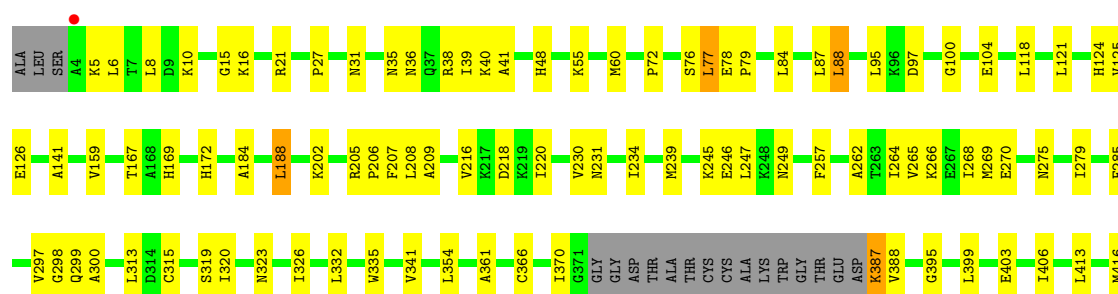 ALA LEU SER A4 K5 L6 T7 L8 D9 K10 G15 K16 R21 P27 N31 N35 N36 Q37 R38 I39 K40 A41 H48 K55 M60 P72 S76 L77 E78 P79 L84 L87 L88 L95 K96 D97 G100 E104 L118 L121 H124
E126 A141 V159 T167 A168 H169 H172 A184 L188 K202 R205 P206 F207 L208 A209 V216 K217 D218 K219 I220 V230 N231 I234 M239 K245 E246 L247 K248 N249 F257 A262 T263 I264 V265 K266 E267 I268 M269 E270 N275 I279
V297 G298 Q299 A300 L313 D314 C315 S319 I320 N323 I326 L332 W335 V341 L354 A361 C366 I370 G371 GLY GLY ASP THR ALA THR CYS CYS ALA LYS TRP GLY THR GLU ASP K387 V388 G395 L399 E403 I406 L413